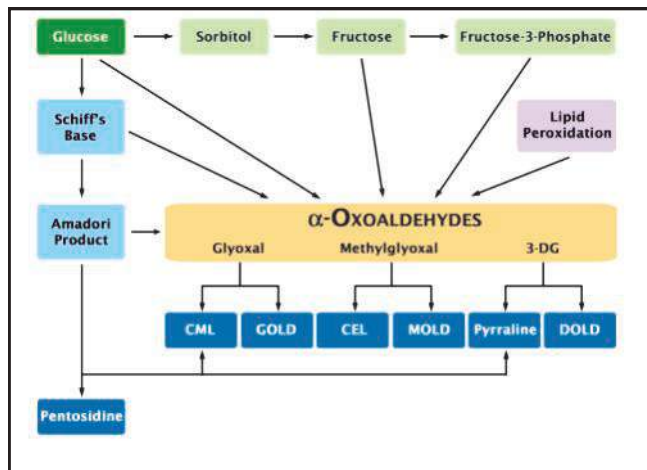 Glucose
Sorbitol
Fructose
Fructose-3-Phosphate
Schiff's
Base
Lipid
Peroxidation
Amadori
Product
α-OXOALDEHYDES
Glyoxal
Methylglyoxal
3-DG
CML
GOLD
CEL
MOLD
Pyrraline
DOLD
Pentosidine